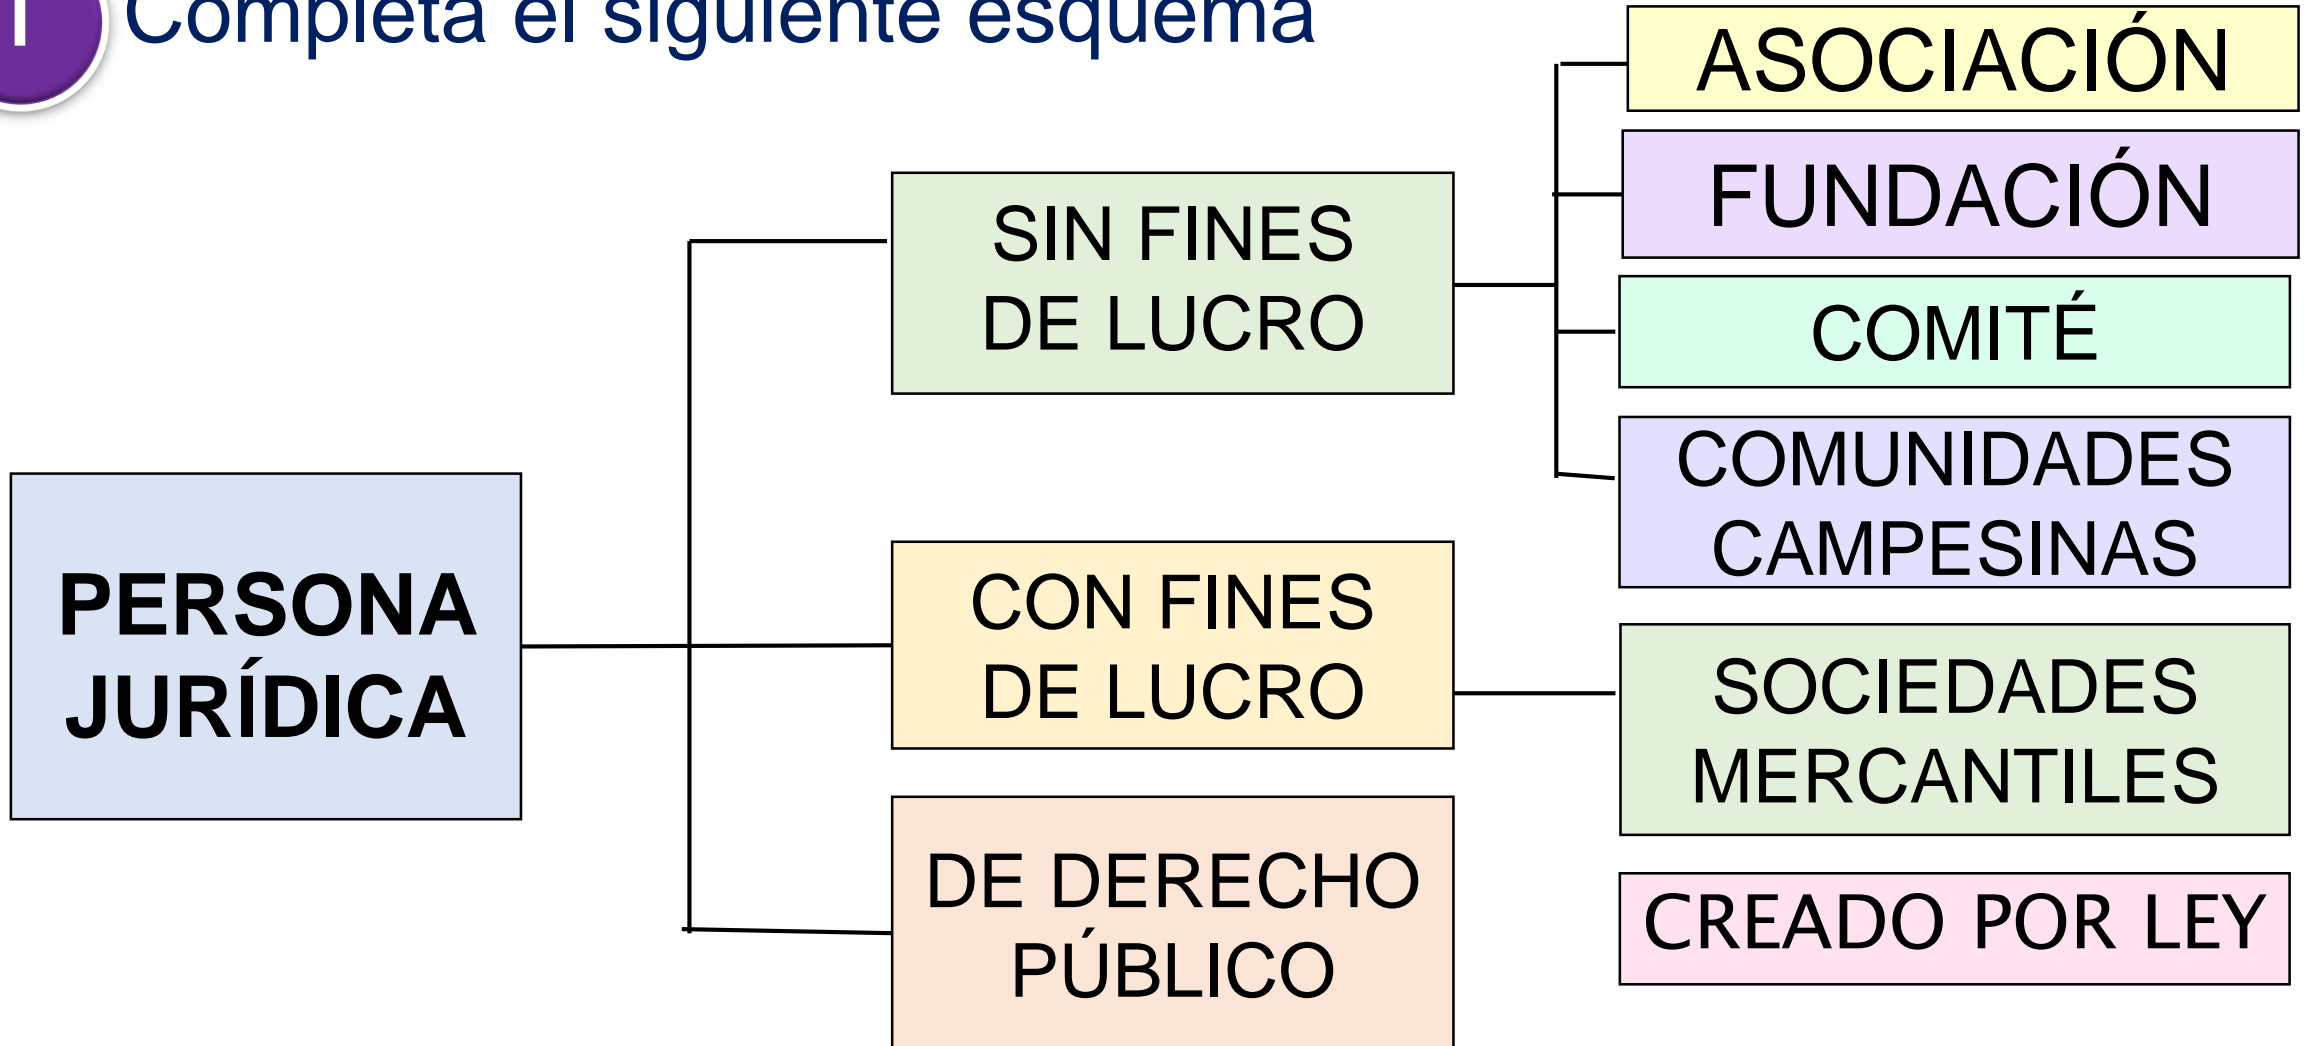 Completa el siguiente esquema
PERSONA
JURÍDICA
SIN FINES
DE LUCRO
CON FINES
DE LUCRO
DE DERECHO
PÚBLICO
ASOCIACIÓN
FUNDACIÓN
COMITÉ
COMUNIDADES
CAMPESINAS
SOCIEDADES
MERCANTILES
CREADO POR LEY